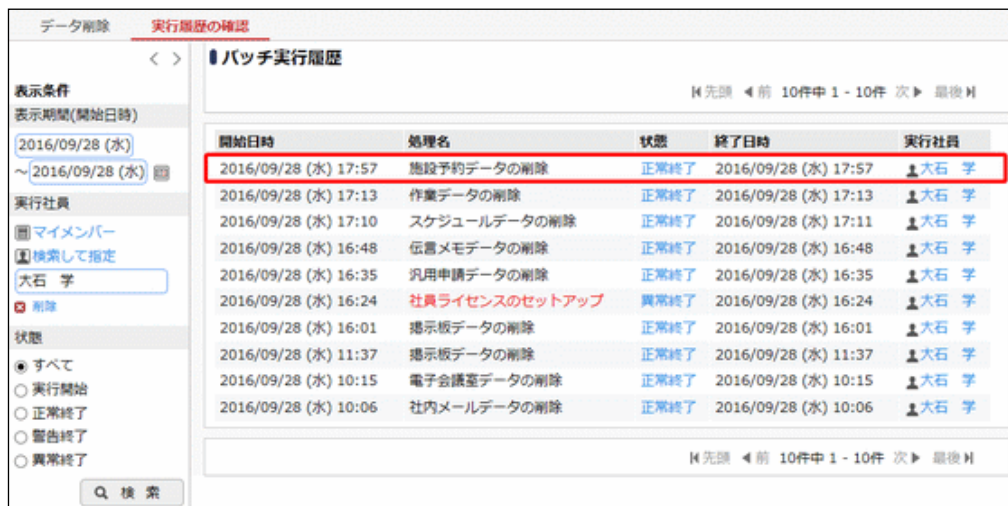 データ削除 実行履歴の確認
表示条件
表示期間(開始日時)
2016/09/28 (水)
～ 2016/09/28 (水)
実行社員
マイメンバー
検索して指定
大石 学
削除
状態
すべて
実行開始
正常終了
警告終了
異常終了
検 索
バッチ実行履歴
先頭 前 10件中 1 - 10件 次 最後
開始日時 処理名 状態 終了日時 実行社員
2016/09/28 (水) 17:57 施設予約データの削除 正常終了 2016/09/28 (水) 17:57 大石 学
2016/09/28 (水) 17:13 作業データの削除 正常終了 2016/09/28 (水) 17:13 大石 学
2016/09/28 (水) 17:10 スケジュールデータの削除 正常終了 2016/09/28 (水) 17:11 大石 学
2016/09/28 (水) 16:48 伝言メモデータの削除 正常終了 2016/09/28 (水) 16:48 大石 学
2016/09/28 (水) 16:35 汎用申請データの削除 正常終了 2016/09/28 (水) 16:35 大石 学
2016/09/28 (水) 16:24 社員ライセンスのセットアップ 異常終了 2016/09/28 (水) 16:24 大石 学
2016/09/28 (水) 16:01 掲示板データの削除 正常終了 2016/09/28 (水) 16:01 大石 学
2016/09/28 (水) 11:37 掲示板データの削除 正常終了 2016/09/28 (水) 11:37 大石 学
2016/09/28 (水) 10:15 電子会議室データの削除 正常終了 2016/09/28 (水) 10:15 大石 学
2016/09/28 (水) 10:06 社内メールデータの削除 正常終了 2016/09/28 (水) 10:06 大石 学
先頭 前 10件中 1 - 10件 次 最後